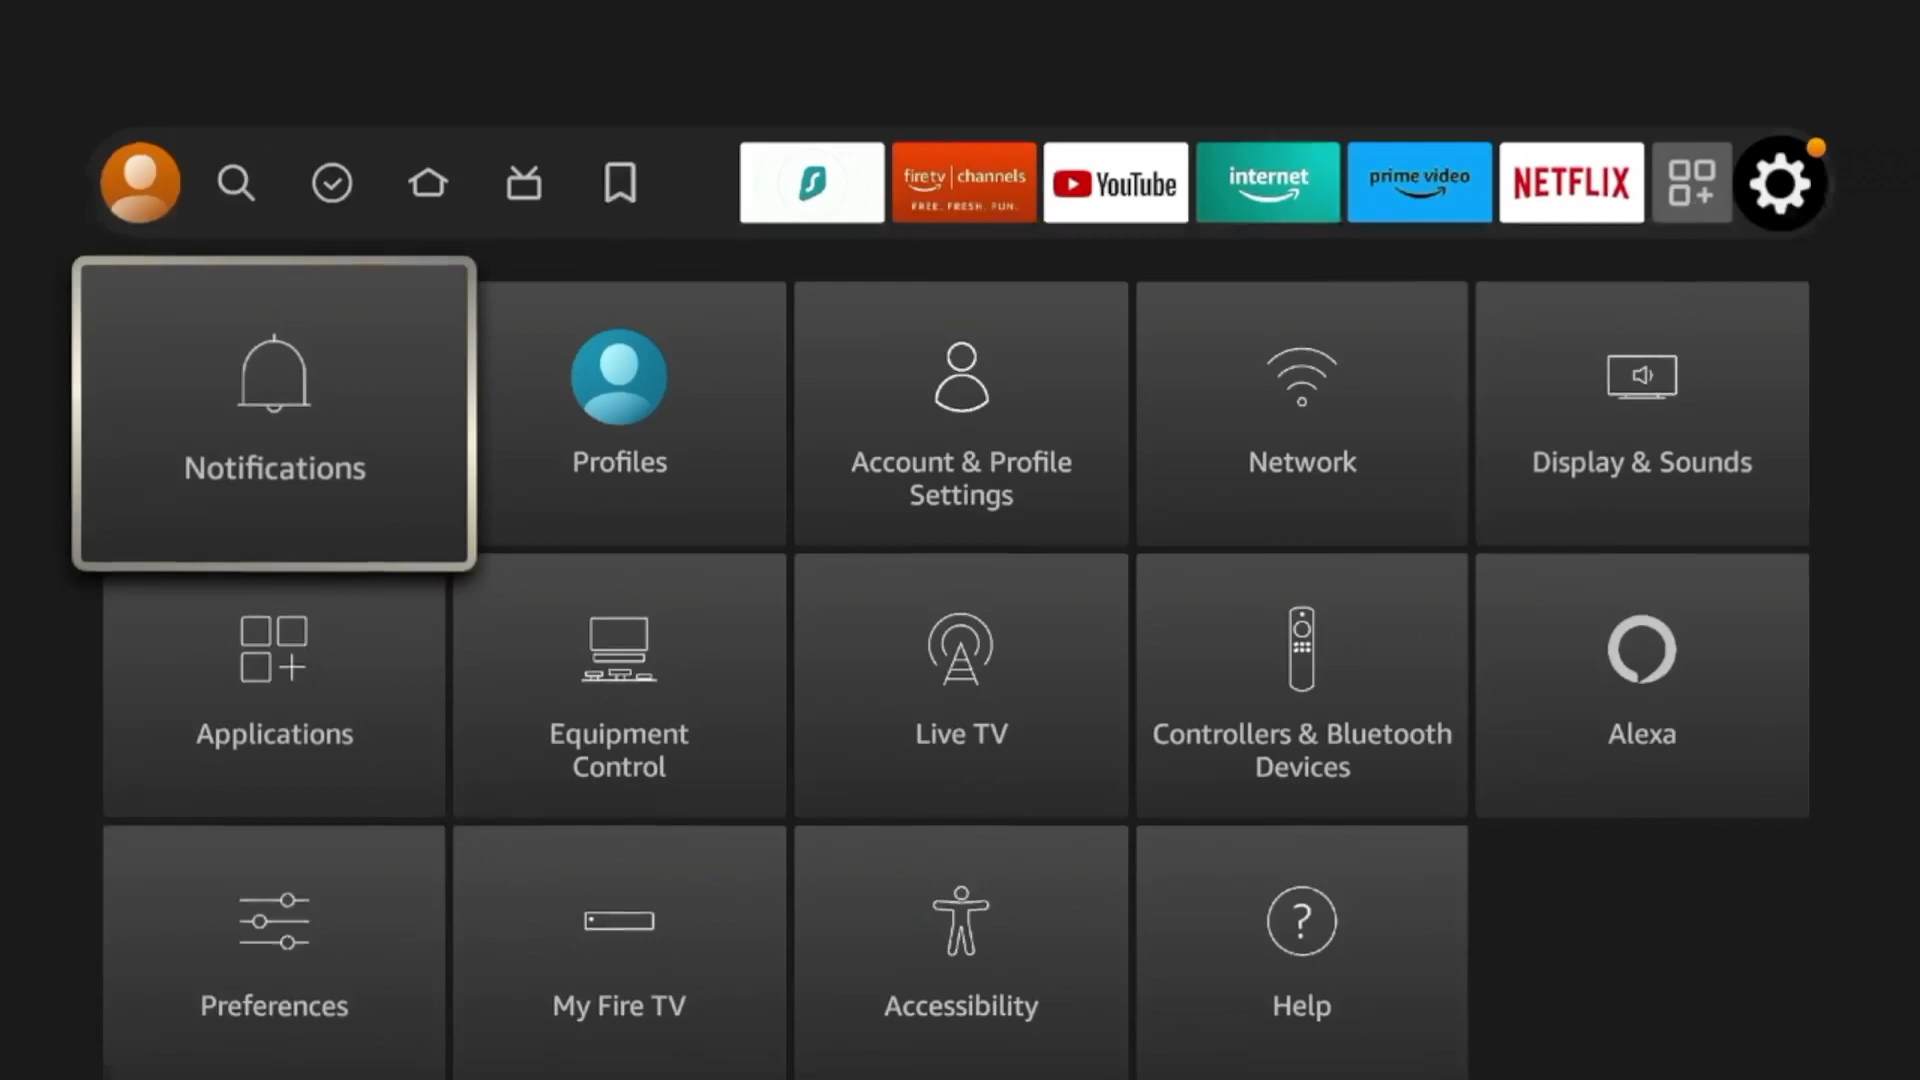 firetv | channels
FREE. FRESH. FUN.
YouTube
internet
prime video
NETFLIX
Notifications
Profiles
Account & Profile
Settings
Network
Display & Sounds
Applications
Equipment
Control
Live TV
Controllers & Bluetooth
Devices
Alexa
Preferences
My Fire TV
Accessibility
?
Help